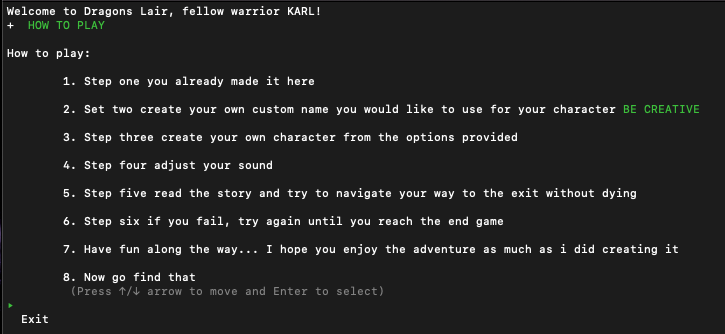 Welcome to Dragons Lair, fellow warrior KARL!
+ HOW TO PLAY
How to play:
1. Step one you already made it here
2. Set two create your own custom name you would like to use for your character BE CREATIVE
3. Step three create your own character from the options provided
4. Step four adjust your sound
5. Step five read the story and try to navigate your way to the exit without dying
6. Step six if you fail, try again until you reach the end game
7. Have fun along the way... I hope you enjoy the adventure as much as i did creating it
8. Now go find that
(Press ↑/↓ arrow to move and Enter to select)
▸
Exit